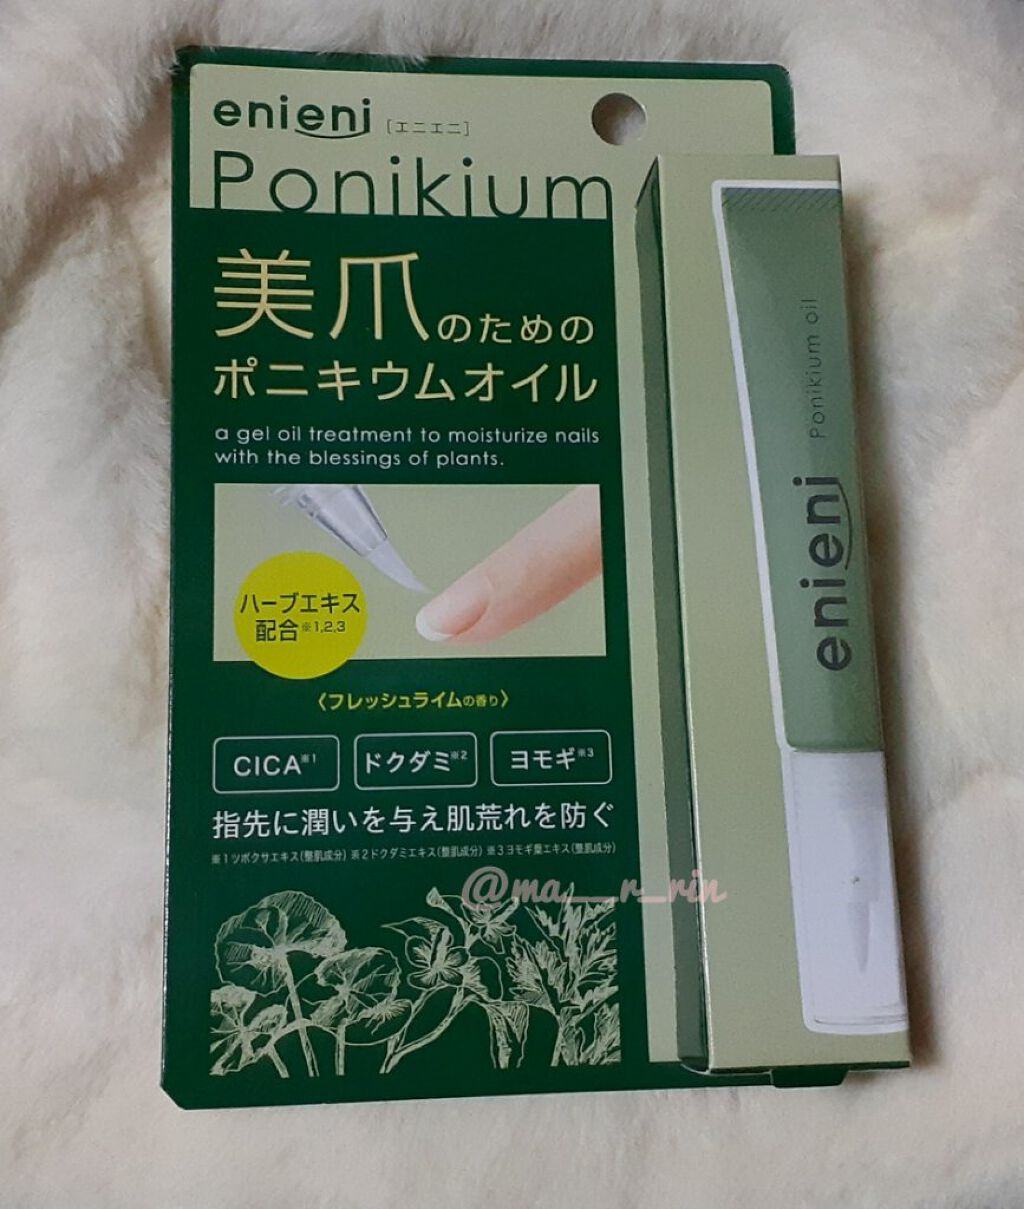 enieni [エニエニ]
Ponikium
美爪のための
ポニキウムオイル
a gel oil treatment to moisturize nails
with the blessings of plants.
ハーブエキス
配合※1,2,3
〈フレッシュライムの香り〉
CICA※1 ドクダミ※2 ヨモギ※3
指先に潤いを与え肌荒れを防ぐ
※1ツボクサエキス(整肌成分) ※2ドクダミエキス(整肌成分) ※3ヨモギ葉エキス(整肌成分)
@ma__r_rin
enieni Ponikium oil